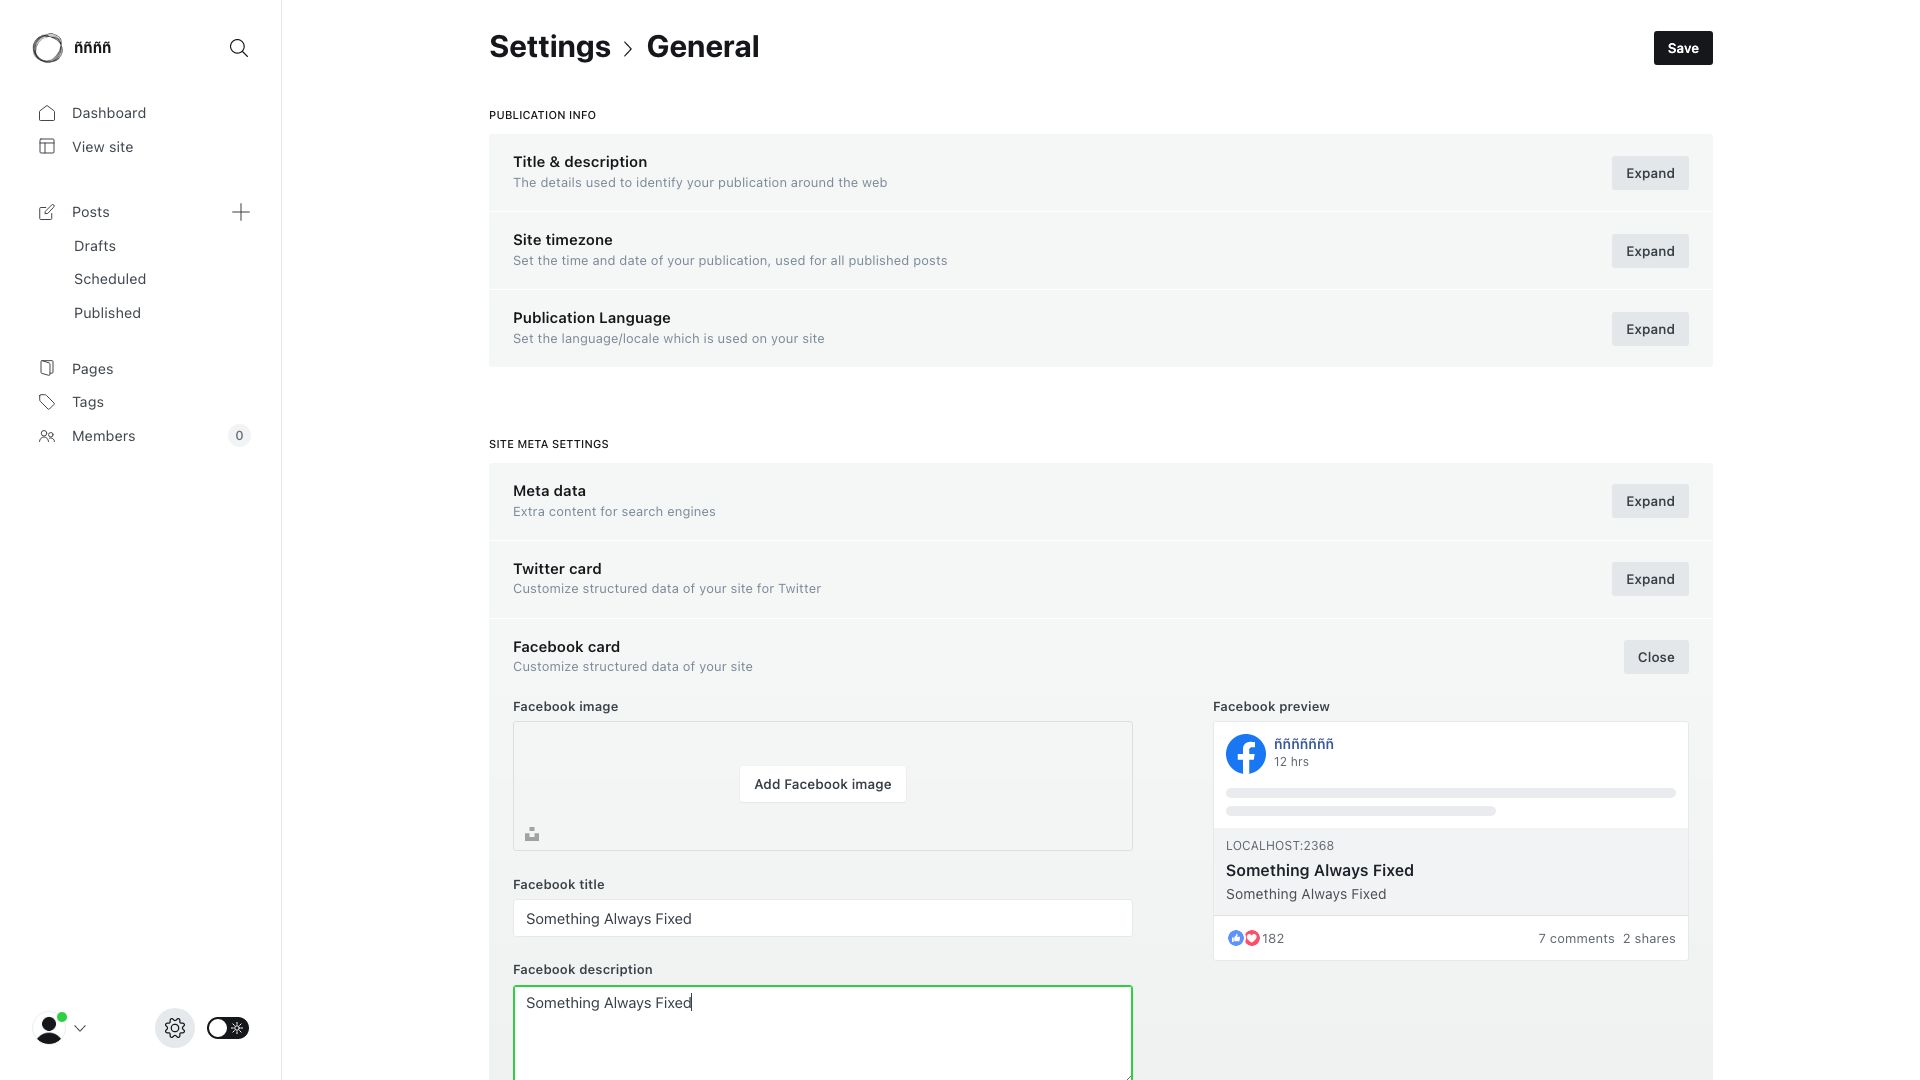 ññññ
Dashboard
View site
Posts
Drafts
Scheduled
Published
Pages
Tags
Members
0
Settings
General
Save
PUBLICATION INFO
Title & description
The details used to identify your publication around the web
Expand
Site timezone
Set the time and date of your publication, used for all published posts
Expand
Publication Language
Set the language/locale which is used on your site
Expand
SITE META SETTINGS
Meta data
Extra content for search engines
Expand
Twitter card
Customize structured data of your site for Twitter
Expand
Facebook card
Customize structured data of your site
Close
Facebook image
Add Facebook image
Facebook title
Something Always Fixed
Facebook description
Something Always Fixed
Facebook preview
ñññññññ
12 hrs
LOCALHOST:2368
Something Always Fixed
Something Always Fixed
182
7 comments 2 shares